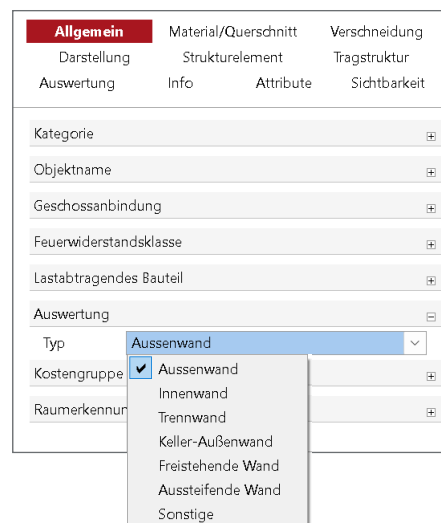 Allgemein Material/Querschnitt Verschneidung
Darstellung Strukturelement Tragstruktur
Auswertung Info Attribute Sichtbarkeit
Kategorie
Objektname
Geschossanbindung
Feuerwiderstandsklasse
Lastabtragendes Bauteil
Auswertung
Typ Aussenwand
Kostengruppe Aussenwand
Innenwand
Raumerkennun
Trennwand
Keller-Außenwand
Freistehende Wand
Aussteifende Wand
Sonstige